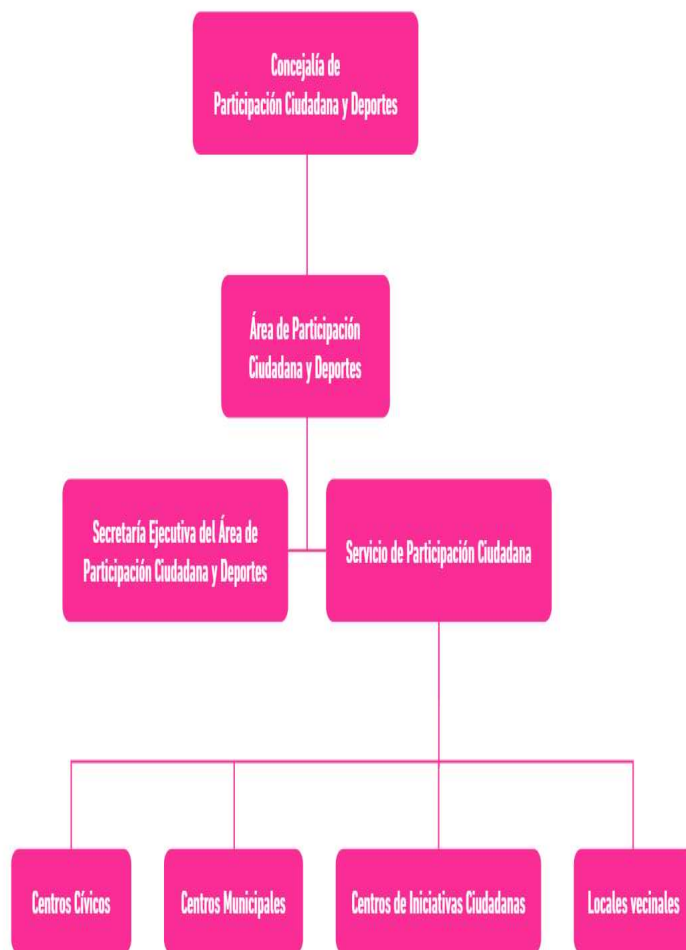 Concejalía de
Participación Ciudadana y Deportes
Área de Participación
Ciudadana y Deportes
Secretaría Ejecutiva del Área de
Participación Ciudadana y Deportes
Servicio de Participación Ciudadana
Centros Cívicos
Centros Municipales
Centros de Iniciativas Ciudadanas
Locales vecinales